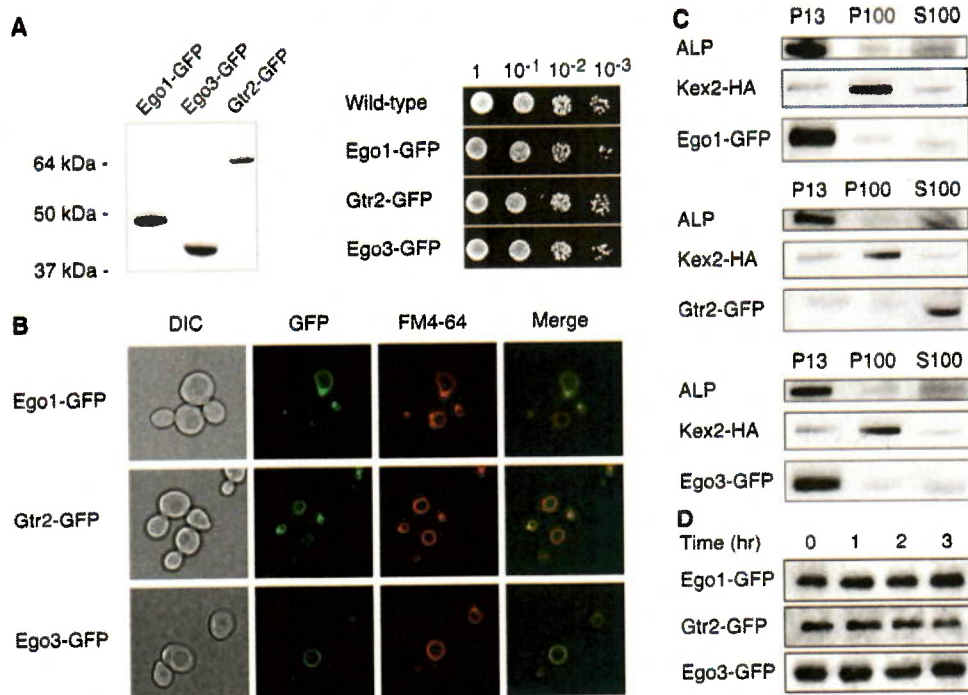 A
Ego1-GFP
Ego3-GFP
Gtr2-GFP
64 kDa -
50 kDa -
37 kDa -
1 10-1 10-2 10-3
Wild-type
Ego1-GFP
Gtr2-GFP
Ego3-GFP
B
DIC GFP FM4-64 Merge
Ego1-GFP
Gtr2-GFP
Ego3-GFP
C
P13 P100 S100
ALP
Kex2-HA
Ego1-GFP
P13 P100 S100
ALP
Kex2-HA
Gtr2-GFP
P13 P100 S100
ALP
Kex2-HA
Ego3-GFP
D
Time (hr) 0 1 2 3
Ego1-GFP
Gtr2-GFP
Ego3-GFP